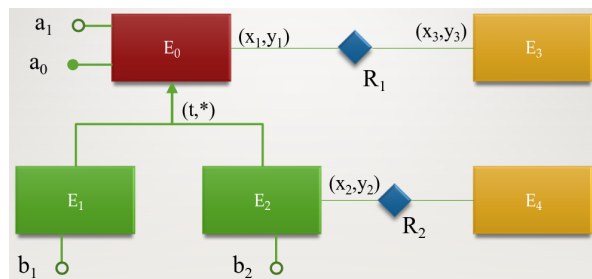 a₁
E₀ (x₁,y₁) (x₃,y₃) E₃
a₀
R₁
(t,*)
E₁ E₂ (x₂,y₂) E₄
R₂
b₁ b₂